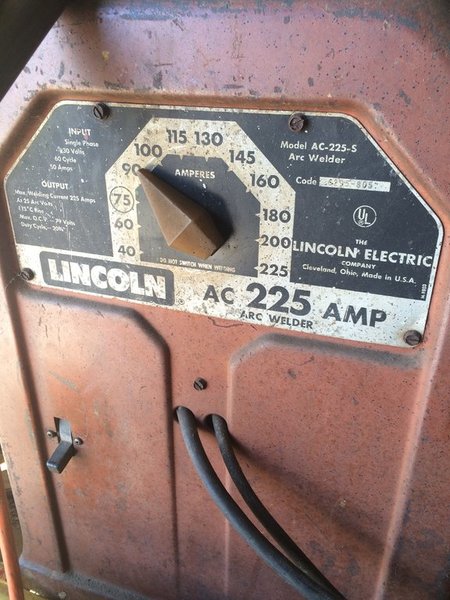 INPUT
Single Phase
230 Volts
60 Cycle
50 Amps
OUTPUT
Max. Welding Current 225 Amps
At 25 Arc Volts
Max. O.C.V. - 79 Volts
Duty Cycle - 20%
40
60
75
90
100
115
130
145
160
180
200
225
AMPERES
DO NOT SWITCH WHEN WELDING
Model AC-225-S
Arc Welder
Code
UL
THE
LINCOLN ELECTRIC
COMPANY
Cleveland, Ohio, Made in U.S.A.
LINCOLN
AC 225 AMP
ARC WELDER